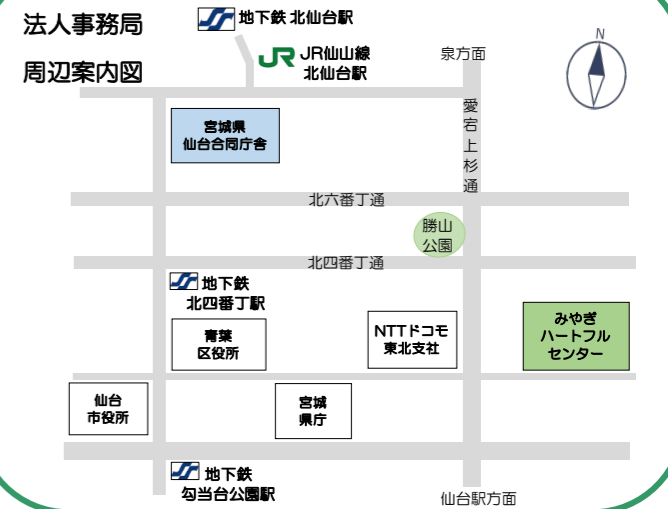 法人事務局
周辺案内図
地下鉄 北仙台駅
JR JR仙山線
北仙台駅
泉方面
N
宮城県
仙台合同庁舎
愛宕上杉通
北六番丁通
勝山
公園
北四番丁通
地下鉄
北四番丁駅
青葉
区役所
NTTドコモ
東北支社
みやぎ
ハートフル
センター
仙台
市役所
宮城
県庁
地下鉄
勾当台公園駅
仙台駅方面